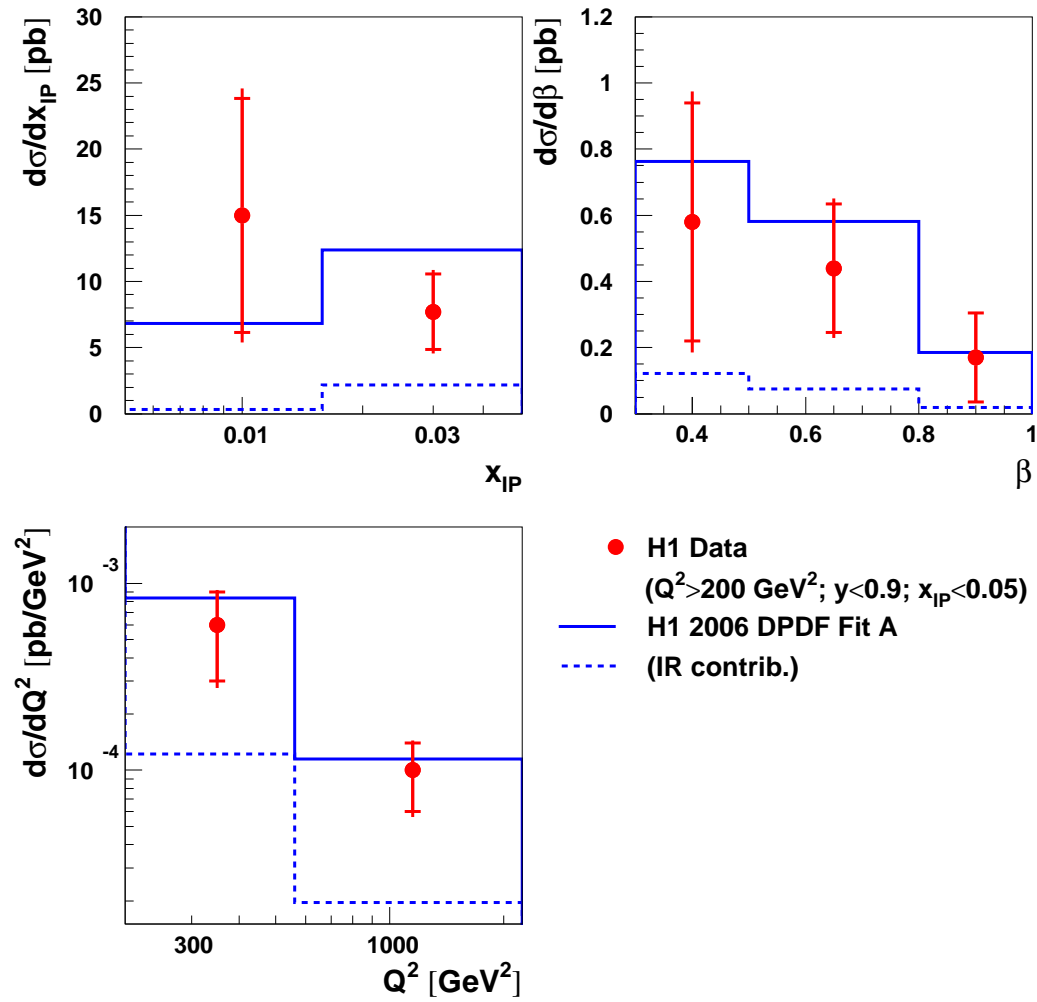 dσ/dx_IP [pb]
30
25
20
15
10
5
0
0.01 0.03
x_IP
dσ/dβ [pb]
1.2
1
0.8
0.6
0.4
0.2
0
0.4 0.6 0.8 1
β
dσ/dQ² [pb/GeV²]
10⁻³
10⁻⁴
300 1000
Q² [GeV²]
H1 Data
(Q²>200 GeV²; y<0.9; x_IP<0.05)
H1 2006 DPDF Fit A
(IR contrib.)